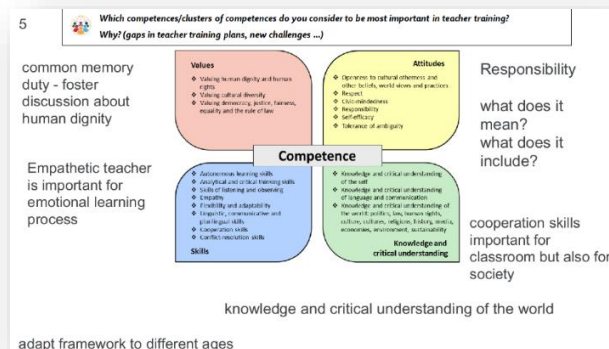 5
Which competences/clusters of competences do you consider to be most important in teacher training?
Why? (gaps in teacher training plans, new challenges ...)
common memory
duty - foster
discussion about
human dignity
Empathetic teacher
is important for
emotional learning
process
Values
❖ Valuing human dignity and human
rights
❖ Valuing cultural diversity
❖ Valuing democracy, justice, fairness,
equality and the rule of law
Attitudes
❖ Openness to cultural otherness and
other beliefs, world views and practices
❖ Respect
❖ Civic-mindedness
❖ Responsibility
❖ Self-efficacy
❖ Tolerance of ambiguity
Competence
❖ Autonomous learning skills
❖ Analytical and critical thinking skills
❖ Skills of listening and observing
❖ Empathy
❖ Flexibility and adaptability
❖ Linguistic, communicative and
plurilingual skills
❖ Cooperation skills
❖ Conflict-resolution skills
Skills
❖ Knowledge and critical understanding
of the self
❖ Knowledge and critical understanding
of language and communication
❖ Knowledge and critical understanding of
the world: politics, law, human rights,
culture, cultures, religions, history, media,
economies, environment, sustainability
Knowledge and
critical understanding
Responsibility
what does it
mean?
what does it
include?
cooperation skills
important for
classroom but also for
society
knowledge and critical understanding of the world
adapt framework to different ages